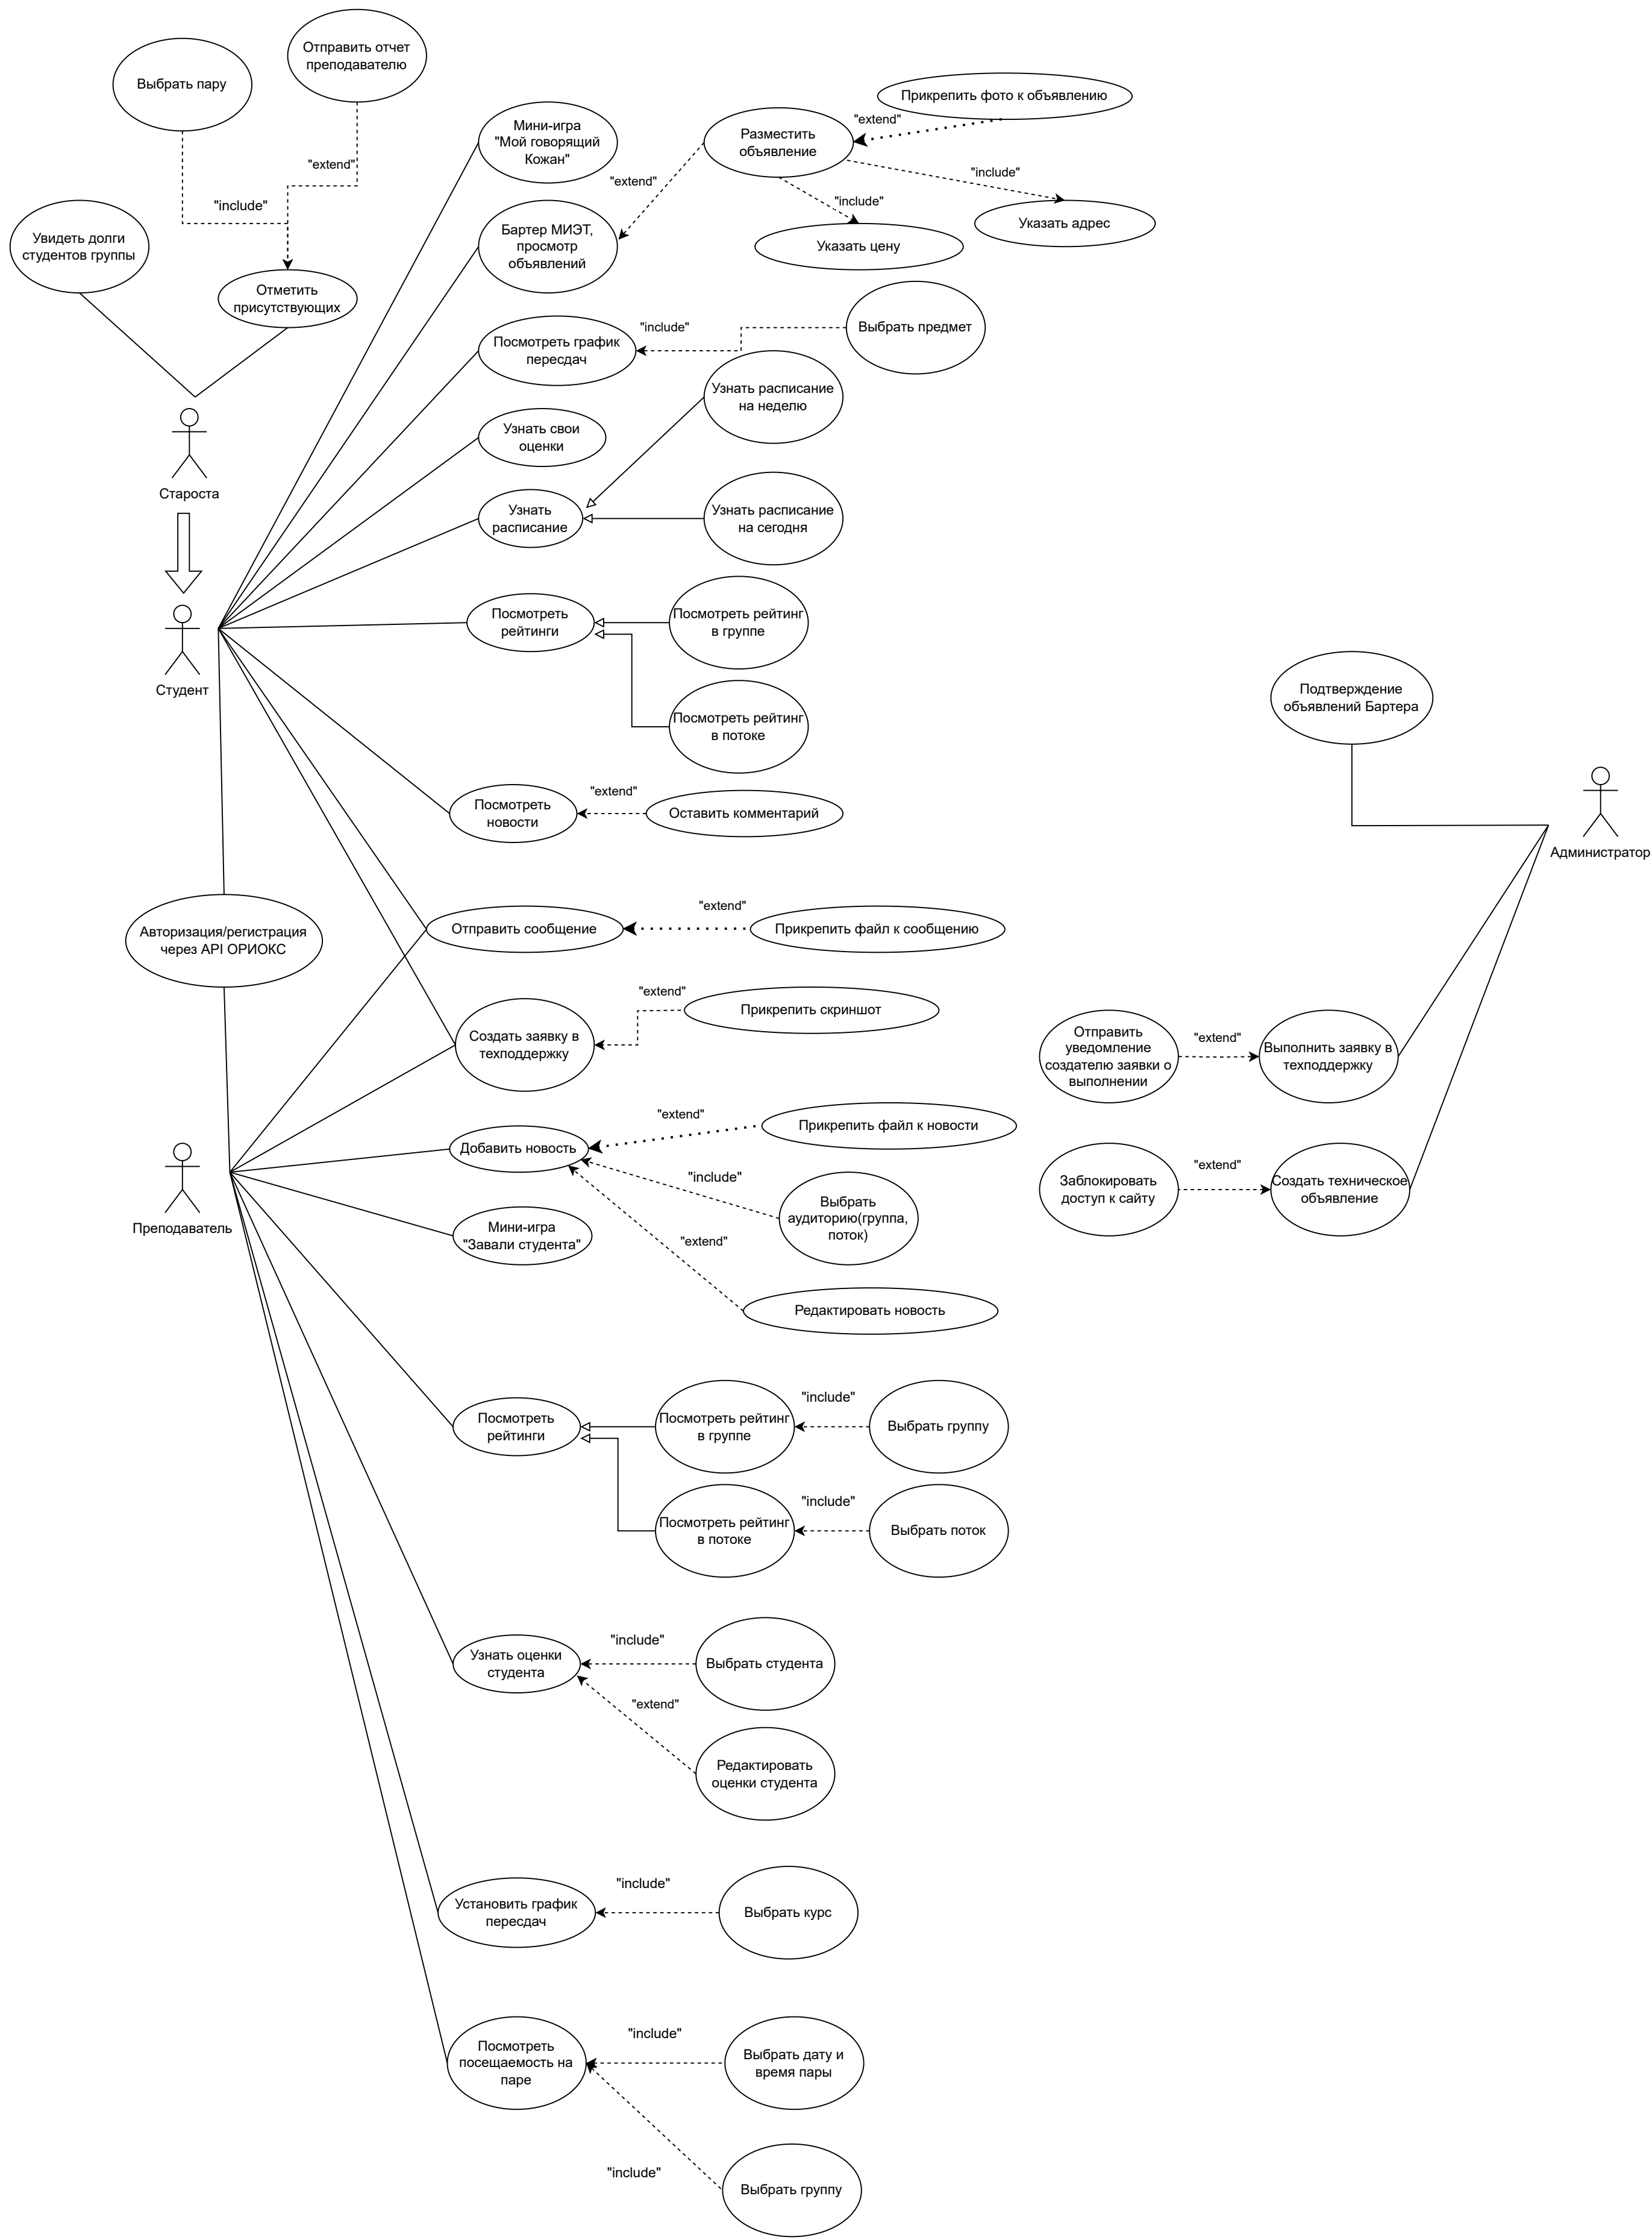 Отправить отчет
преподавателю
Выбрать пару
Прикрепить фото к объявлению
"extend"
Мини-игра
"Мой говорящий
Кожан"
Разместить
объявление
"extend"
"include"
"extend"
"include"
"include"
Увидеть долги
студентов группы
Бартер МИЭТ,
просмотр
объявлений
Указать цену
Указать адрес
Отметить
присутствующих
"include"
Выбрать предмет
Посмотреть график
пересдач
Узнать расписание
на неделю
Узнать свои
оценки
Староста
Узнать
расписание
Узнать расписание
на сегодня
Посмотреть
рейтинги
Посмотреть рейтинг
в группе
Студент
Посмотреть рейтинг
в потоке
Подтверждение
объявлений Бартера
"extend"
Посмотреть
новости
Оставить комментарий
Администратор
"extend"
Авторизация/регистрация
через API ОРИОКС
Отправить сообщение
Прикрепить файл к сообщению
"extend"
Прикрепить скриншот
Создать заявку в
техподдержку
Отправить
уведомление
создателю заявки о
выполнении
"extend"
Выполнить заявку в
техподдержку
"extend"
Прикрепить файл к новости
Добавить новость
"include"
"extend"
Заблокировать
доступ к сайту
Создать техническое
объявление
Выбрать
аудиторию(группа,
поток)
Преподаватель
Мини-игра
"Завали студента"
"extend"
Редактировать новость
"include"
Посмотреть
рейтинги
Посмотреть рейтинг
в группе
Выбрать группу
"include"
Посмотреть рейтинг
в потоке
Выбрать поток
"include"
Узнать оценки
студента
Выбрать студента
"extend"
Редактировать
оценки студента
"include"
Установить график
пересдач
Выбрать курс
"include"
Посмотреть
посещаемость на
паре
Выбрать дату и
время пары
"include"
Выбрать группу